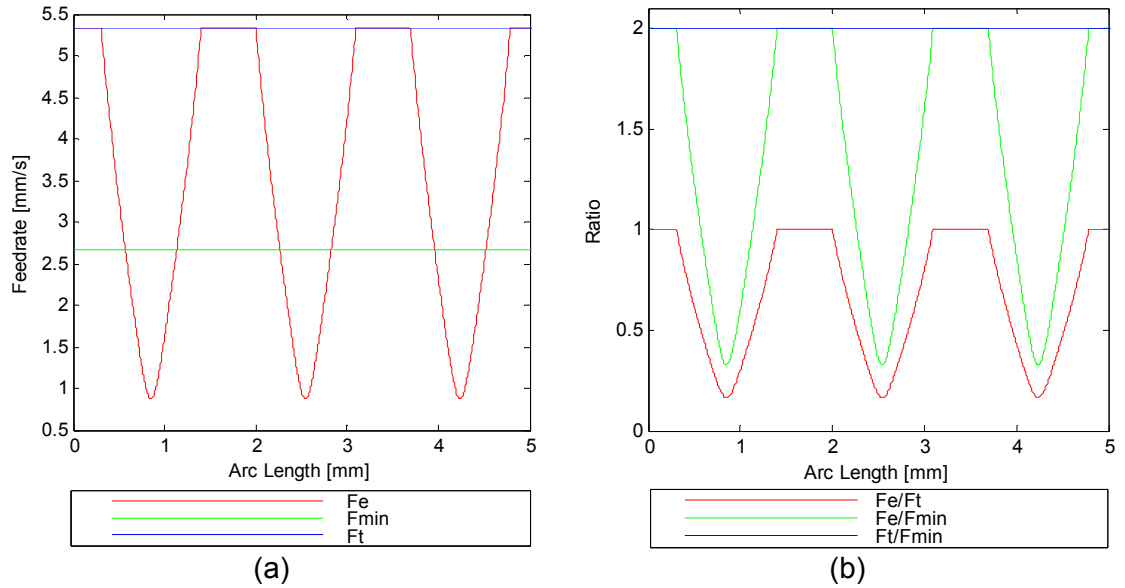 5.5
5
4.5
4
3.5
3
2.5
2
1.5
1
0.5
Feedrate [mm/s]
0 1 2 3 4 5
Arc Length [mm]
Fe
Fmin
Ft
(a)
2
1.5
1
0.5
0
Ratio
0 1 2 3 4 5
Arc Length [mm]
Fe/Ft
Fe/Fmin
Ft/Fmin
(b)